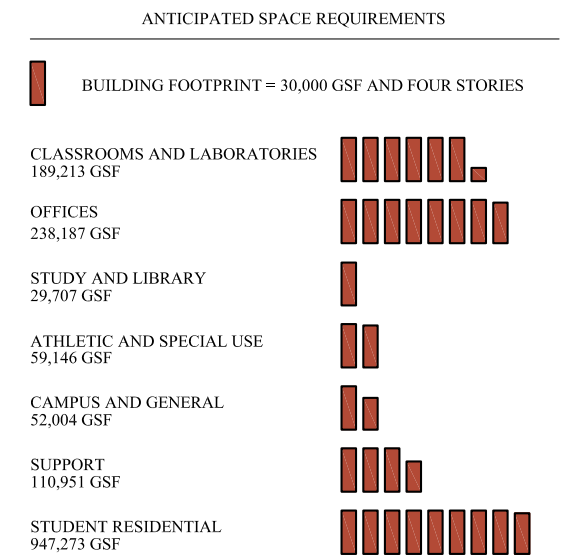 ANTICIPATED SPACE REQUIREMENTS
BUILDING FOOTPRINT = 30,000 GSF AND FOUR STORIES
CLASSROOMS AND LABORATORIES
189,213 GSF
OFFICES
238,187 GSF
STUDY AND LIBRARY
29,707 GSF
ATHLETIC AND SPECIAL USE
59,146 GSF
CAMPUS AND GENERAL
52,004 GSF
SUPPORT
110,951 GSF
STUDENT RESIDENTIAL
947,273 GSF